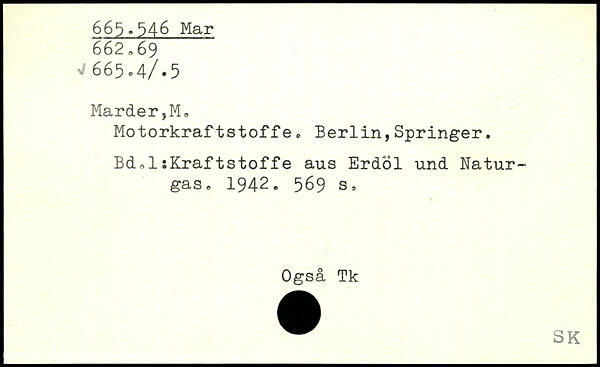 665.546 Mar
662.69
✓ 665.4/.5
Marder,M.
Motorkraftstoffe. Berlin,Springer.
Bd.1:Kraftstoffe aus Erdöl und Natur-
gas. 1942. 569 s.
Også Tk
SK